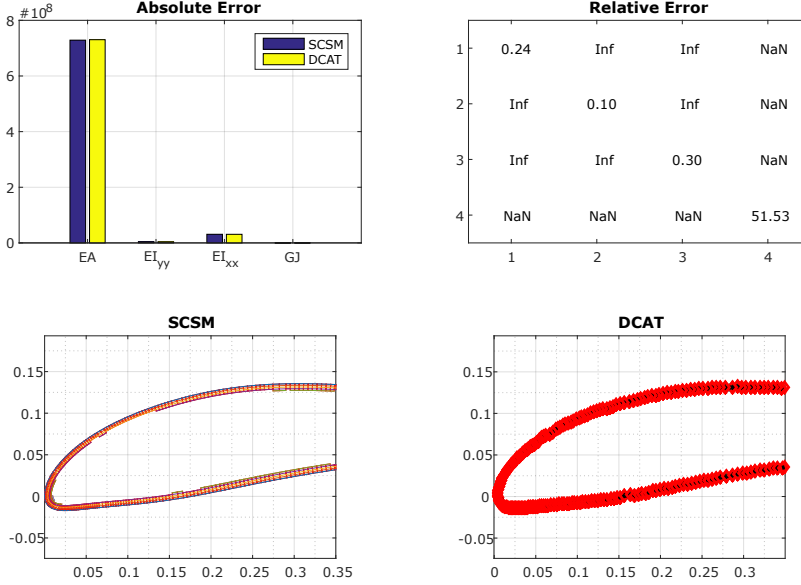 Absolute Error
#10^8
8
6
4
2
0
SCSM
DCAT
EA EI_yy EI_xx GJ
Relative Error
1 0.24 Inf Inf NaN
2 Inf 0.10 Inf NaN
3 Inf Inf 0.30 NaN
4 NaN NaN NaN 51.53
1 2 3 4
SCSM
0.15
0.1
0.05
0
-0.05
0.05 0.1 0.15 0.2 0.25 0.3 0.35
DCAT
0.15
0.1
0.05
0
-0.05
0 0.05 0.1 0.15 0.2 0.25 0.3